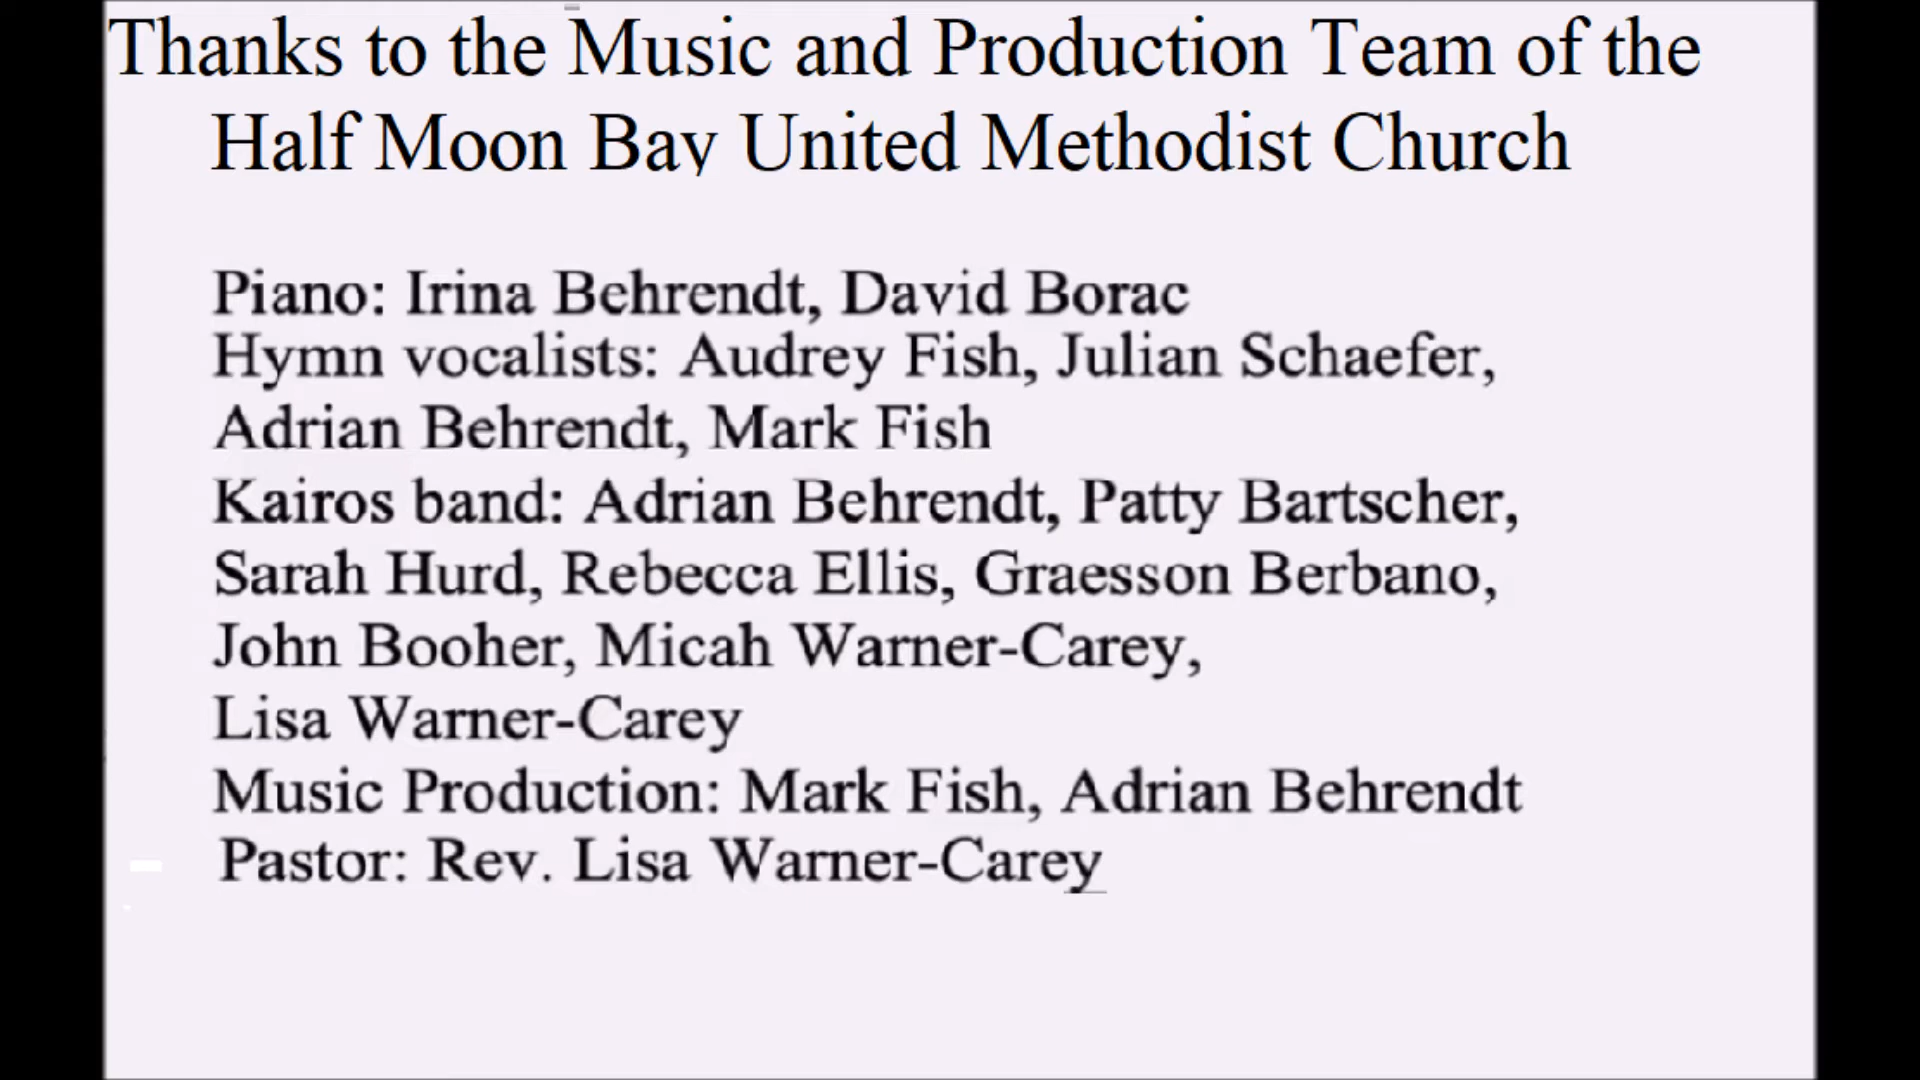 Thanks to the Music and Production Team of the
Half Moon Bay United Methodist Church
Piano: Irina Behrendt, David Borac
Hymn vocalists: Audrey Fish, Julian Schaefer,
Adrian Behrendt, Mark Fish
Kairos band: Adrian Behrendt, Patty Bartscher,
Sarah Hurd, Rebecca Ellis, Graesson Berbano,
John Booher, Micah Warner-Carey,
Lisa Warner-Carey
Music Production: Mark Fish, Adrian Behrendt
Pastor: Rev. Lisa Warner-Carey